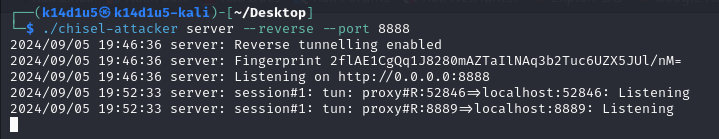 ┌──(k14d1u5㉿k14d1u5-kali)-[~/Desktop]
└─$ ./chisel-attacker server --reverse --port 8888
2024/09/05 19:46:36 server: Reverse tunnelling enabled
2024/09/05 19:46:36 server: Fingerprint 2flAE1CgQq1J8280mAZTaIlNAq3b2Tuc6UZX5JUl/nM=
2024/09/05 19:46:36 server: Listening on http://0.0.0.0:8888
2024/09/05 19:52:33 server: session#1: tun: proxy#R:52846=>localhost:52846: Listening
2024/09/05 19:52:33 server: session#1: tun: proxy#R:8889=>localhost:8889: Listening